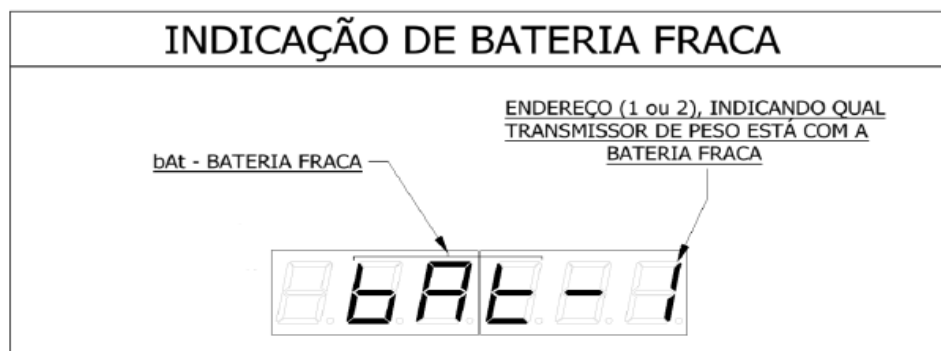 INDICAÇÃO DE BATERIA FRACA
ENDEREÇO (1 ou 2), INDICANDO QUAL
TRANSMISSOR DE PESO ESTÁ COM A
BATERIA FRACA
bAt - BATERIA FRACA
bAt-1